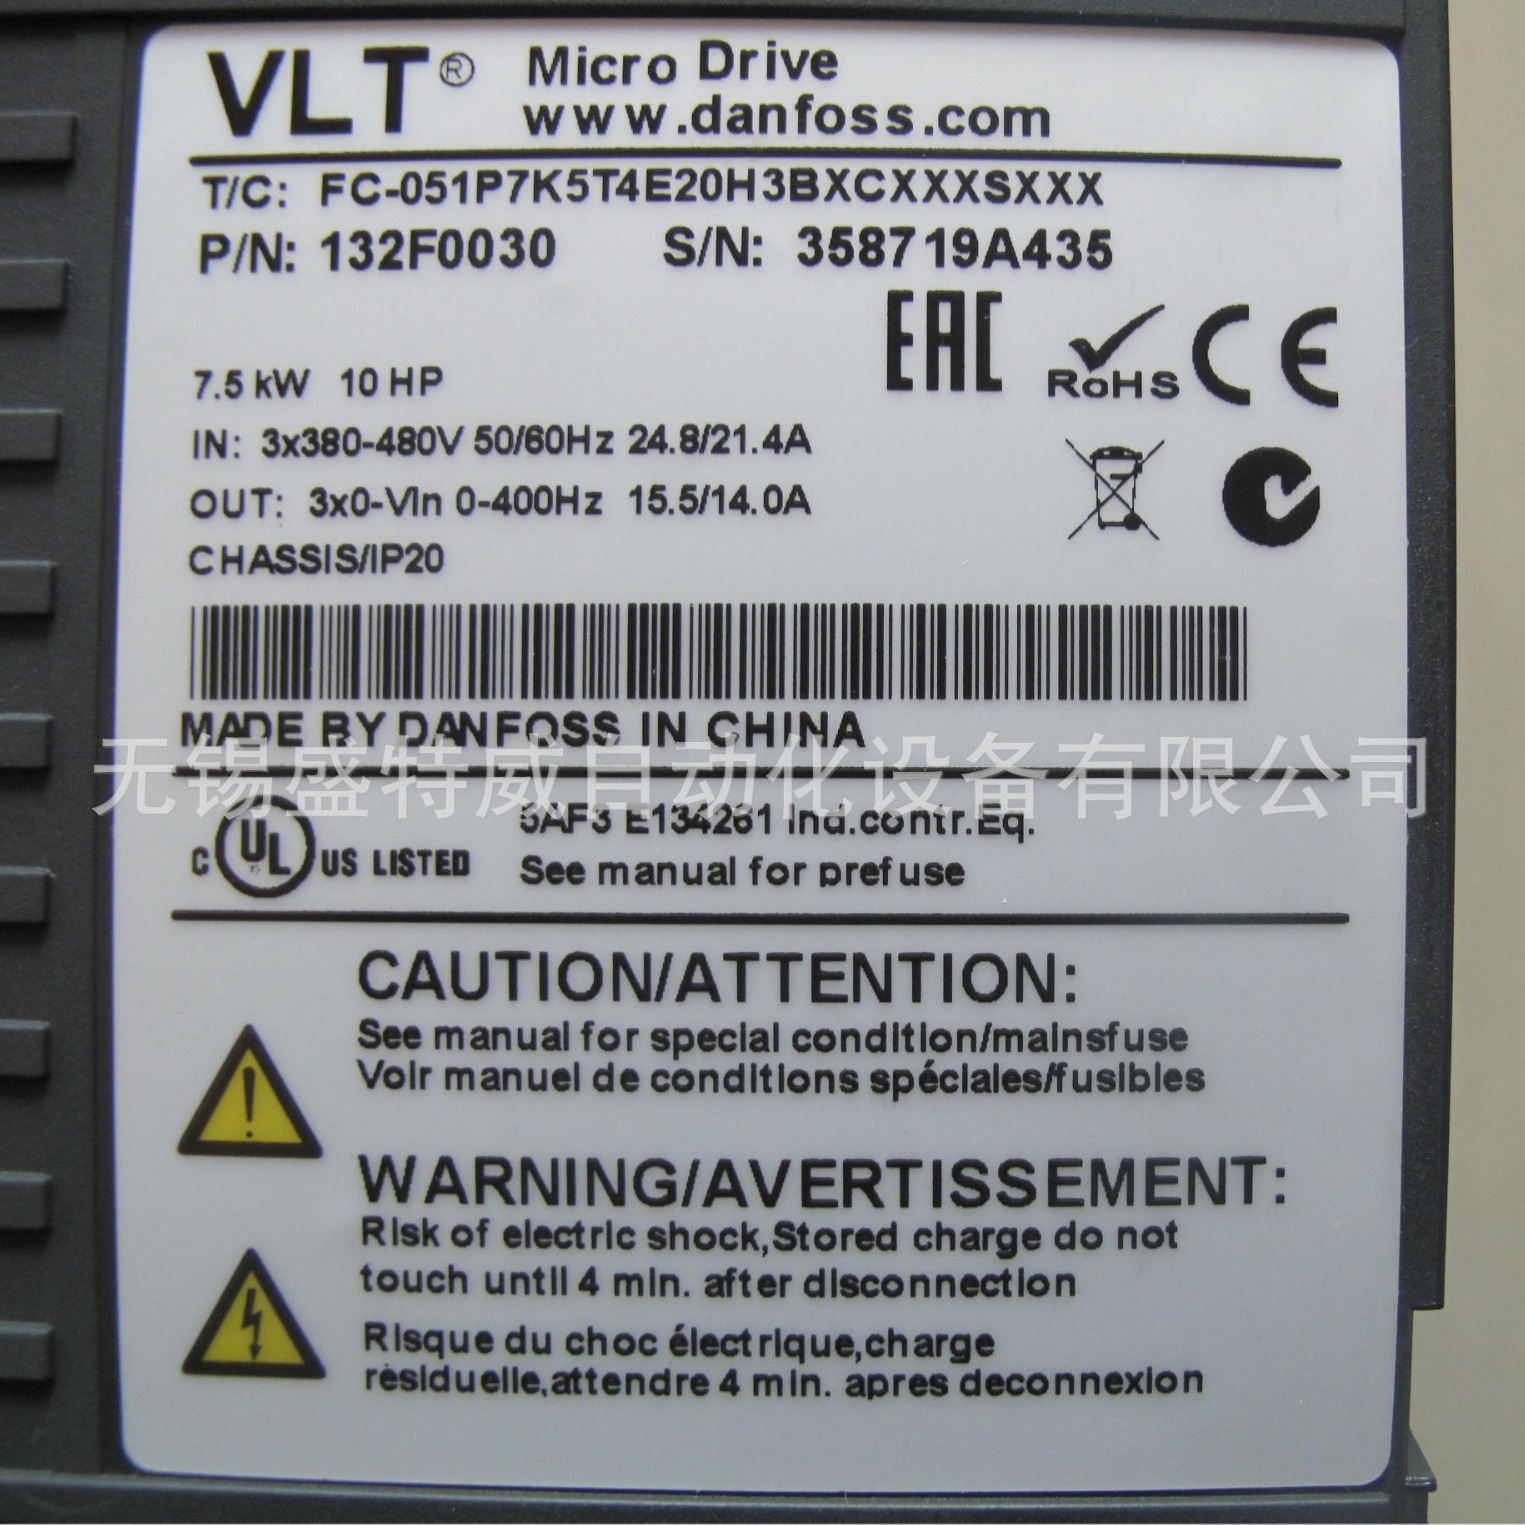 VLT® Micro Drive
www.danfoss.com
T/C: FC-051P7K5T4E20H3BXCXXXSXXX
P/N: 132F0030 S/N: 358719A435
EAC RoHS CE
7.5 kW 10 HP
IN: 3x380-480V 50/60Hz 24.8/21.4A
OUT: 3x0-Vin 0-400Hz 15.5/14.0A
CHASSIS/IP20
MADE BY DANFOSS IN CHINA
无锡盛特威自动化设备有限公司
C UL US LISTED
5AF3 E134261 Ind.contr.Eq.
See manual for prefuse
CAUTION/ATTENTION:
See manual for special condition/mainsfuse
Voir manuel de conditions spéciales/fusibles
WARNING/AVERTISSEMENT:
Risk of electric shock,Stored charge do not
touch until 4 min. after disconnection
Risque du choc électrique,charge
résiduelle,attendre 4 min. apres deconnexion